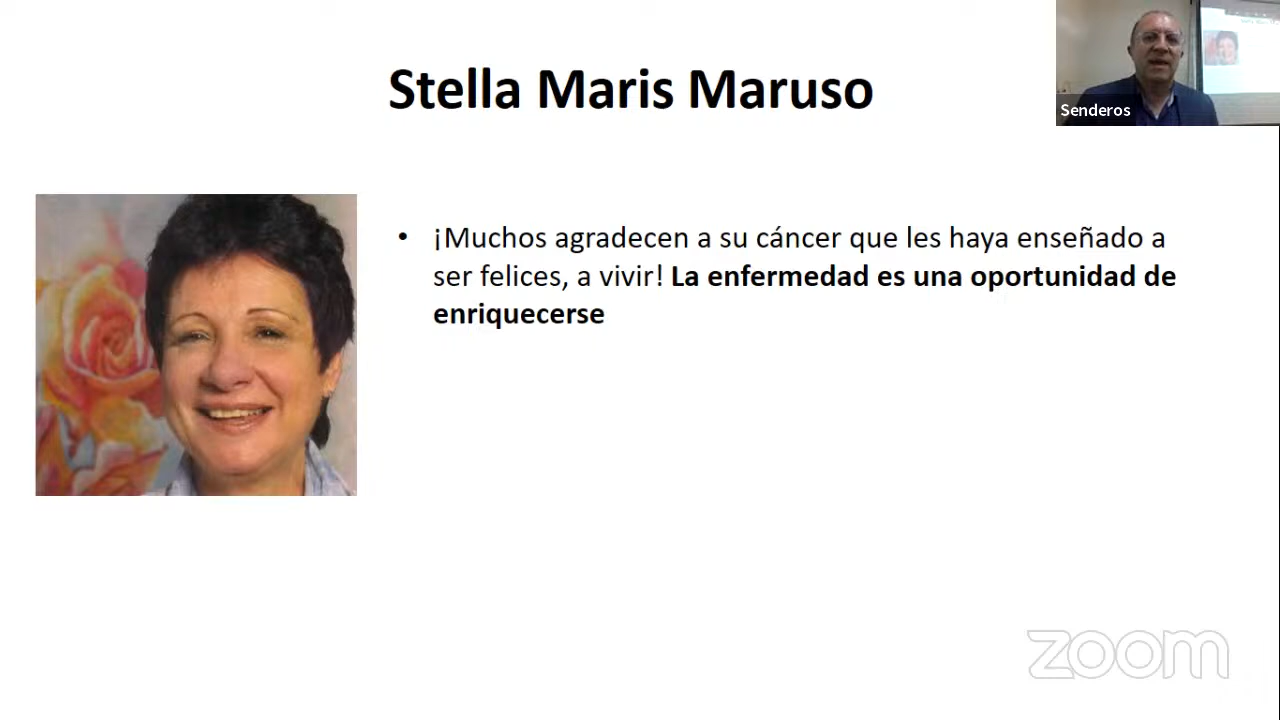 Stella Maris Maruso
Senderos
• ¡Muchos agradecen a su cáncer que les haya enseñado a
ser felices, a vivir! La enfermedad es una oportunidad de
enriquecerse
zoom